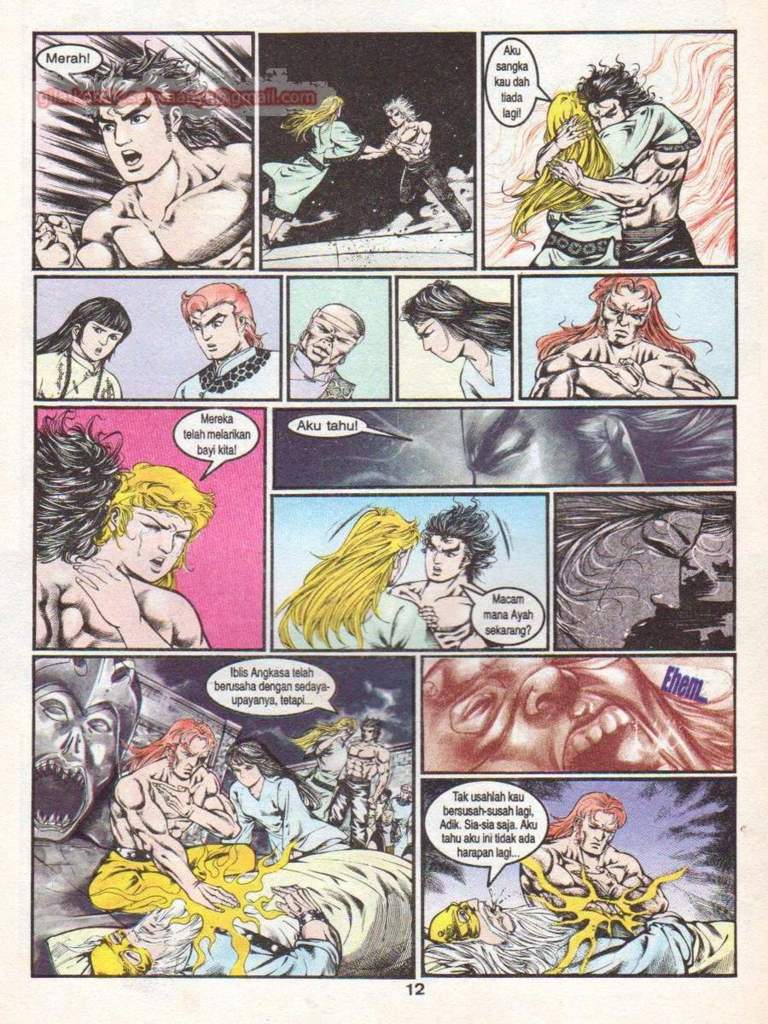 Merah!
Aku
sangka
kau dah
tiada
lagi!
Mereka
telah melarikan
bayi kita!
Aku tahu!
Macam
mana Ayah
sekarang?
Iblis Angkasa telah
berusaha dengan sedaya-
upayanya, tetapi...
Ehem...
Tak usahlah kau
bersusah-susah lagi,
Adik. Sia-sia saja. Aku
tahu aku ini tidak ada
harapan lagi...
12